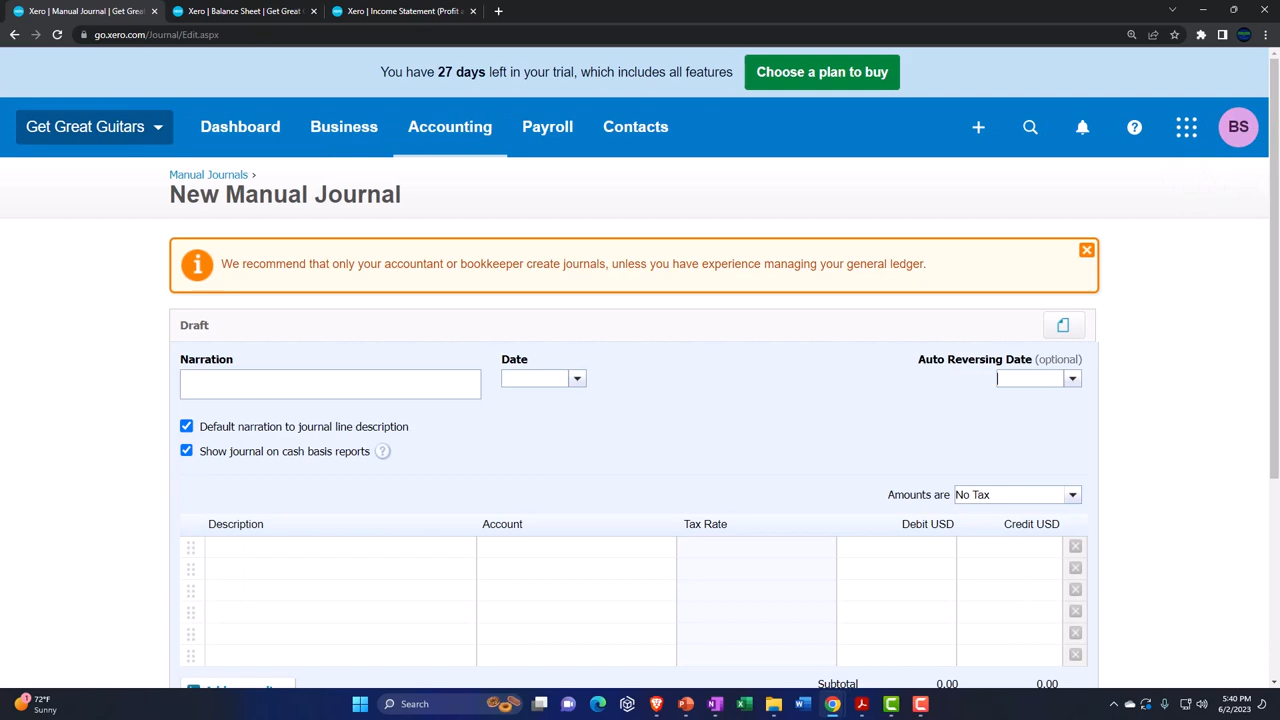 Xero | Manual Journal | Get Great
Xero | Balance Sheet | Get Great
Xero | Income Statement (Profit a
go.xero.com/Journal/Edit.aspx
You have 27 days left in your trial, which includes all features
Choose a plan to buy
Get Great Guitars
Dashboard
Business
Accounting
Payroll
Contacts
BS
Manual Journals ›
New Manual Journal
We recommend that only your accountant or bookkeeper create journals, unless you have experience managing your general ledger.
Draft
Narration
Date
Auto Reversing Date (optional)
Default narration to journal line description
Show journal on cash basis reports
Amounts are No Tax
Description Account Tax Rate Debit USD Credit USD
Subtotal 0.00 0.00
1
72°F
Sunny
Search
5:40 PM
6/2/2023